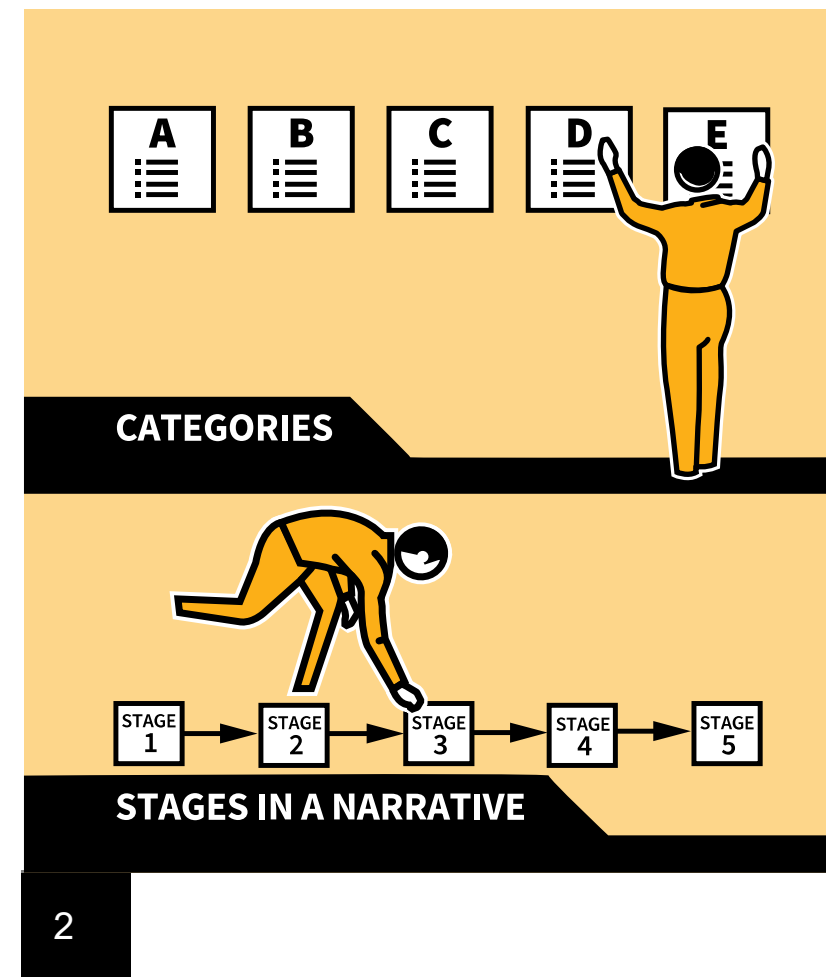 A B C D E
CATEGORIES
STAGE 1 STAGE 2 STAGE 3 STAGE 4 STAGE 5
STAGES IN A NARRATIVE
2